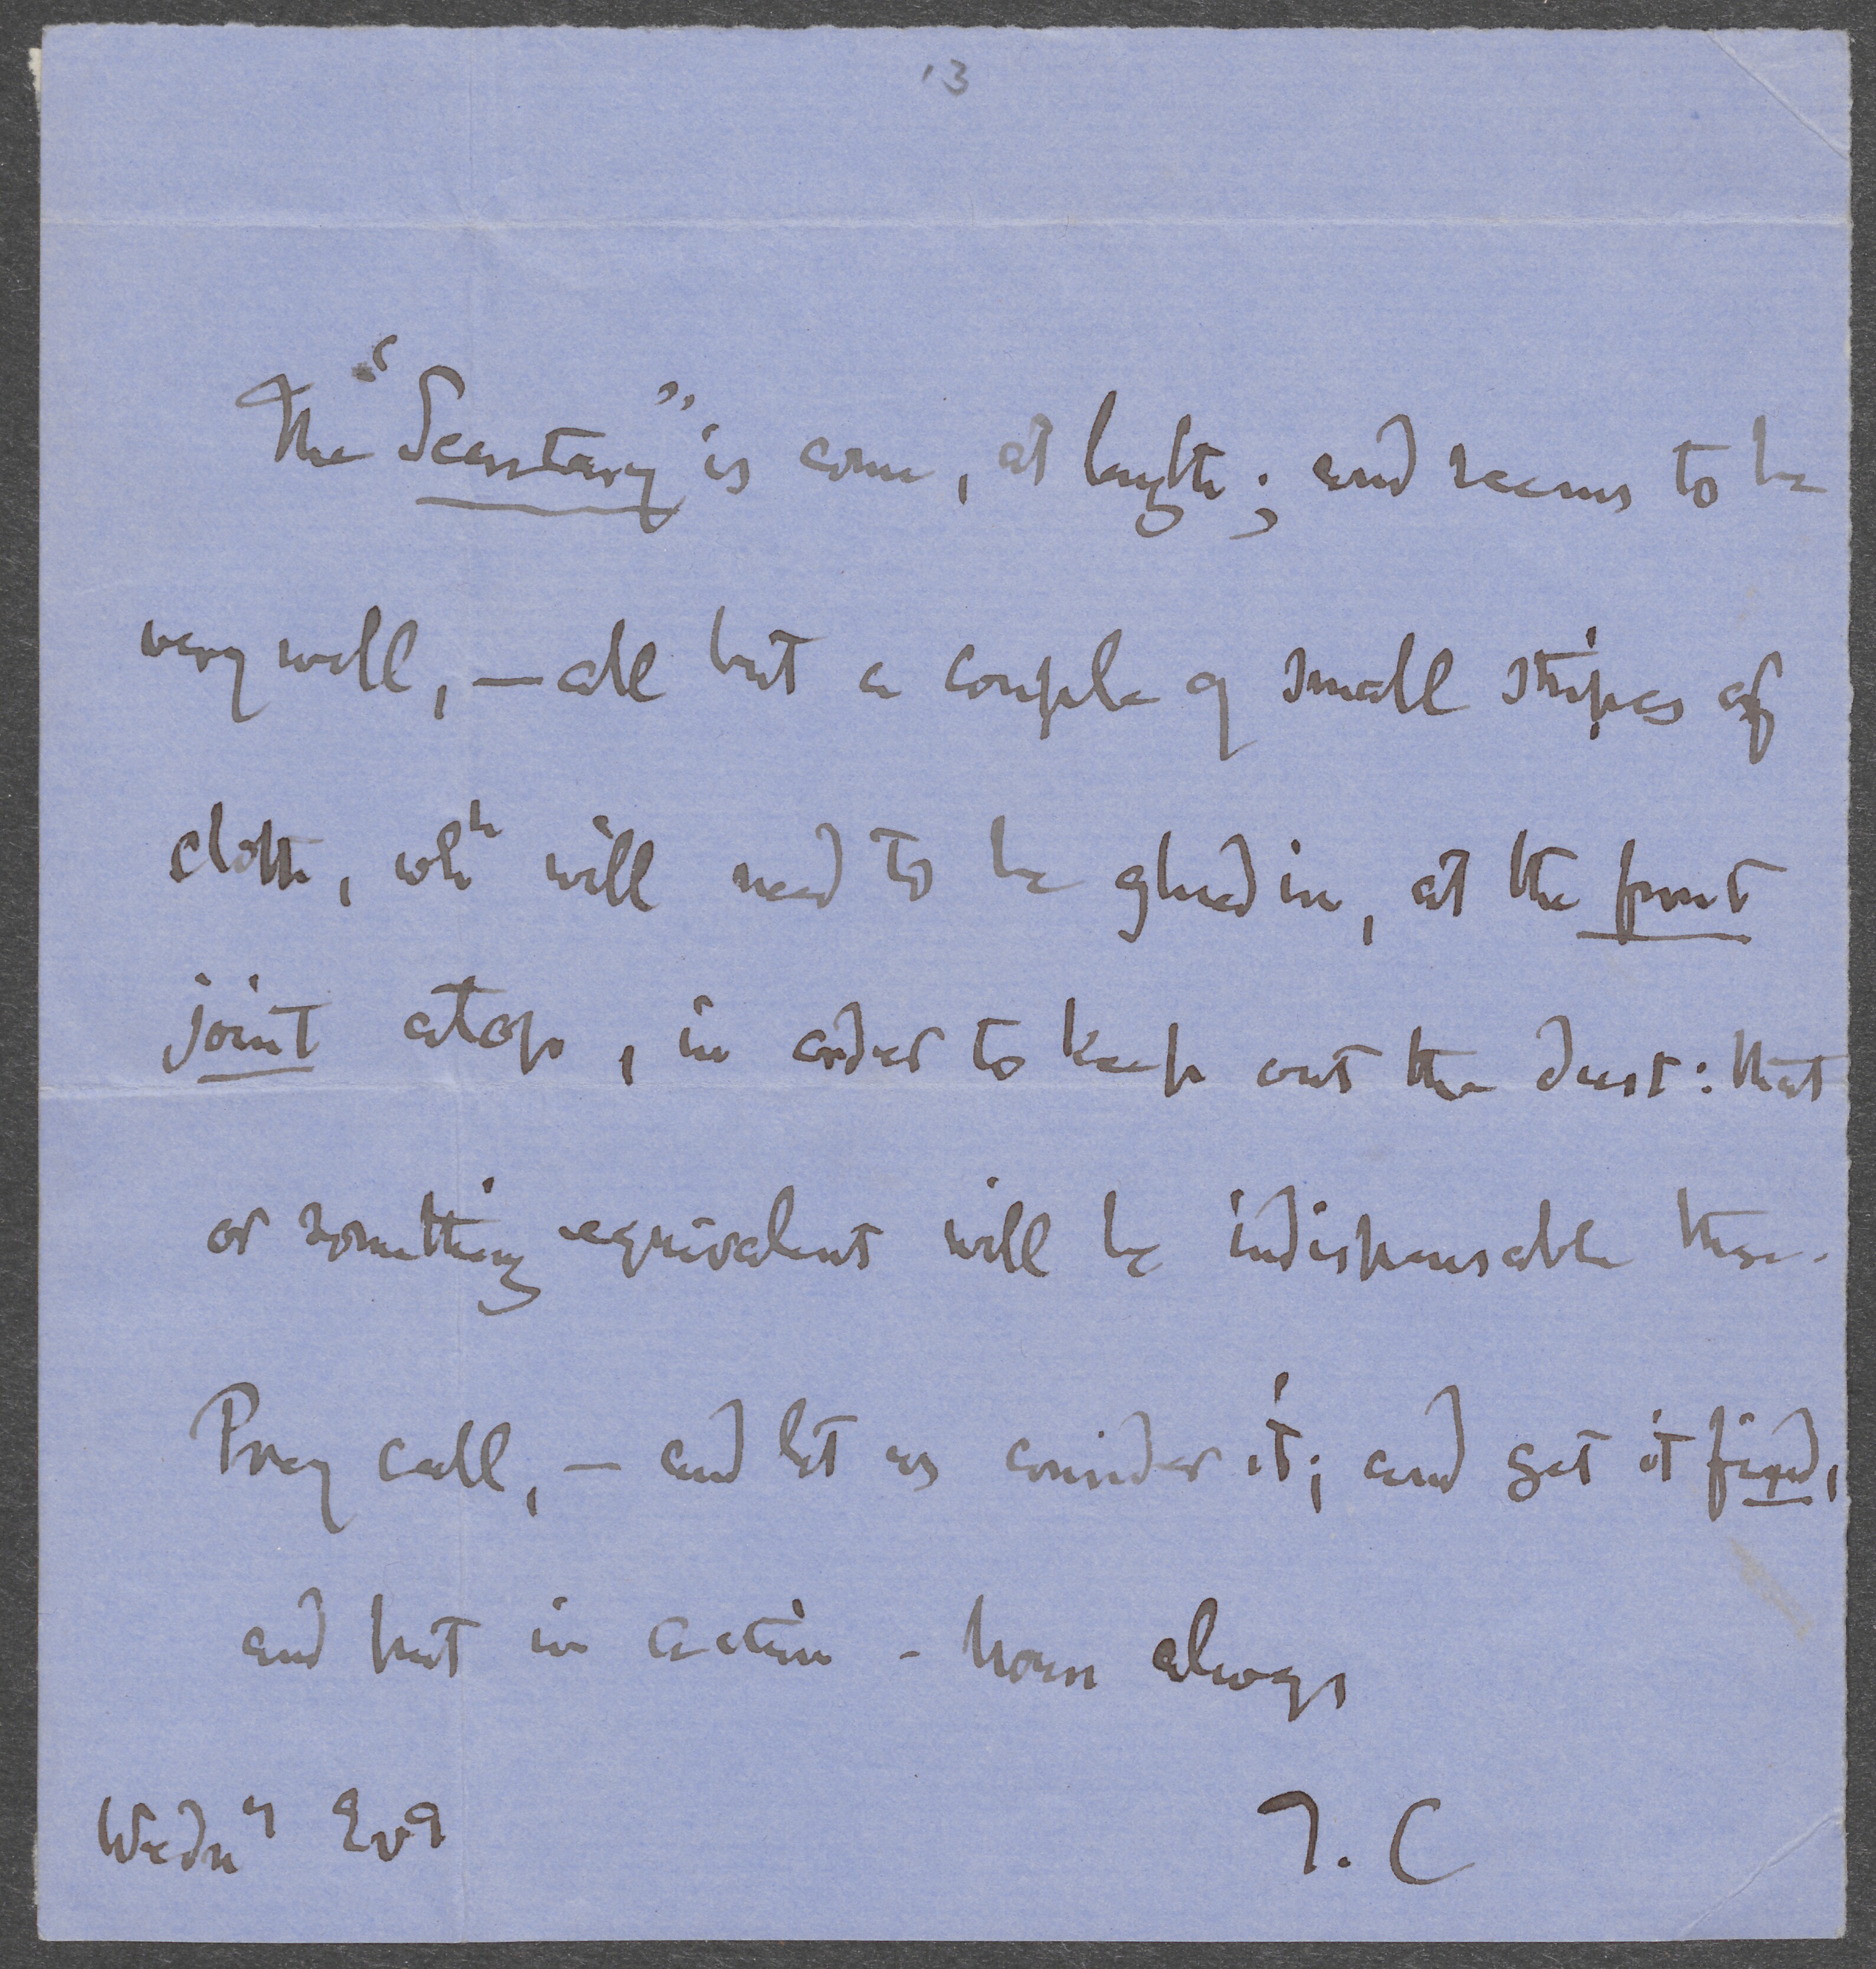 13
The "Secretary" is come, at length; and seems to be
very well, — all but a couple of small stripes of
cloth, whh will need to be glued in, at the front
joint atop, in order to keep out the dust: that
or something equivalent will be indispensable there.
Pray call, — and let us consider it; and get it fixed,
and put in action - Yours always
T. C
Wedny Evg